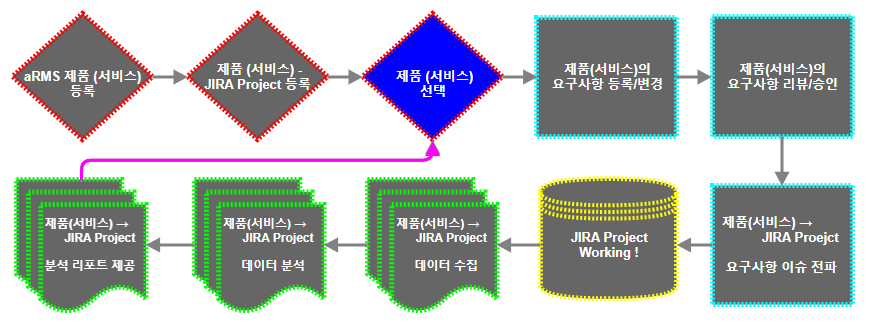 aRMS 제품 (서비스)
등록
제품 (서비스) -
JIRA Project 등록
제품 (서비스)
선택
제품(서비스)의
요구사항 등록/변경
제품(서비스)의
요구사항 리뷰/승인
제품(서비스) →
JIRA Project
분석 리포트 제공
제품(서비스) →
JIRA Project
데이터 분석
제품(서비스) →
JIRA Project
데이터 수집
JIRA Project
Working !
제품(서비스) →
JIRA Proejct
요구사항 이슈 전파